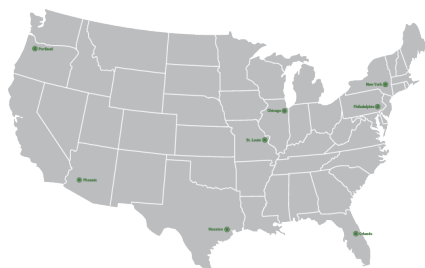 Portland
New York
Philadelphia
Chicago
St. Louis
Phoenix
Houston
Orlando